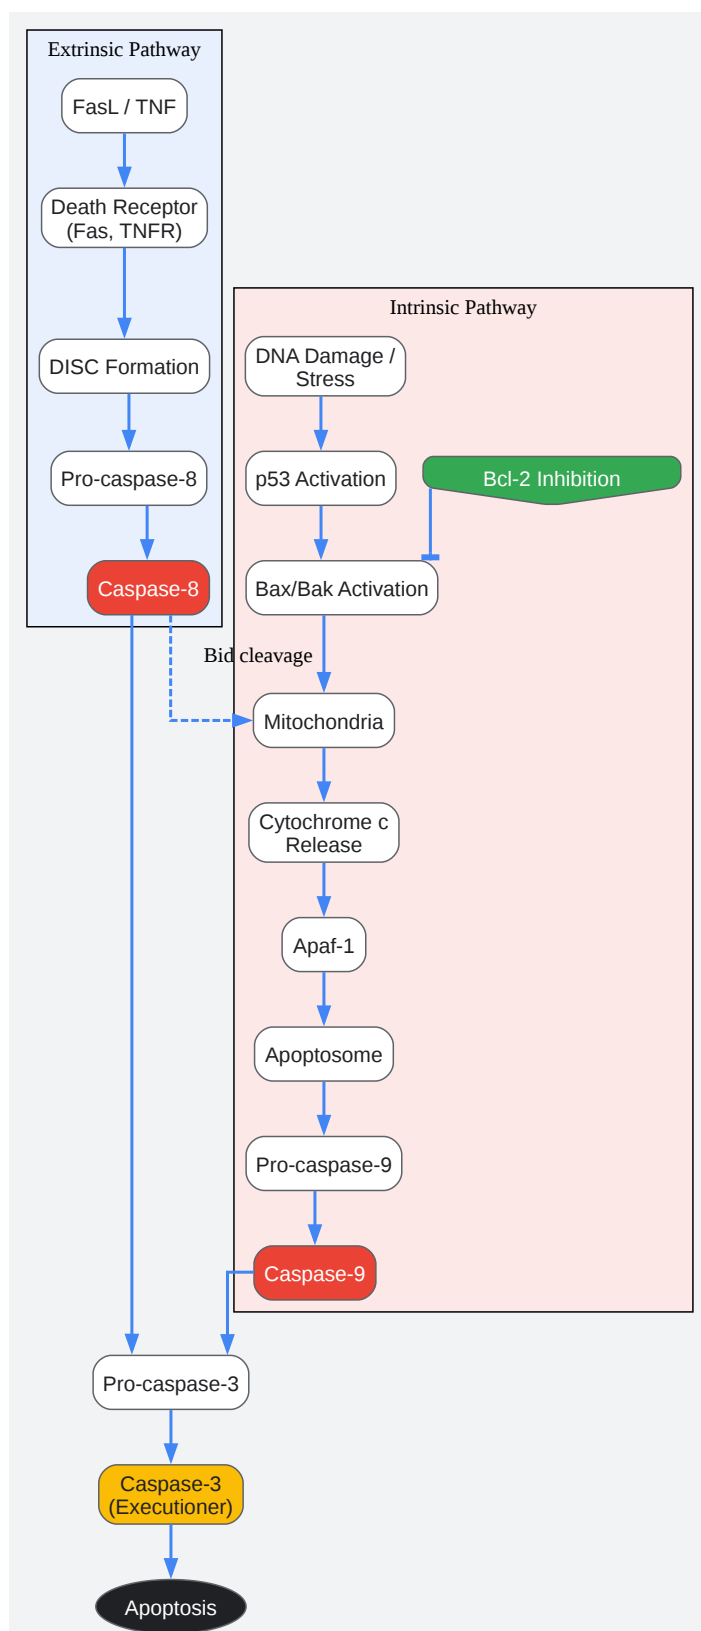 Extrinsic Pathway
FasL / TNF
Death Receptor
(Fas, TNFR)
DISC Formation
Pro-caspase-8
Caspase-8
Intrinsic Pathway
DNA Damage /
Stress
p53 Activation
Bcl-2 Inhibition
Bax/Bak Activation
Bid cleavage
Mitochondria
Cytochrome c
Release
Apaf-1
Apoptosome
Pro-caspase-9
Caspase-9
Pro-caspase-3
Caspase-3
(Executioner)
Apoptosis